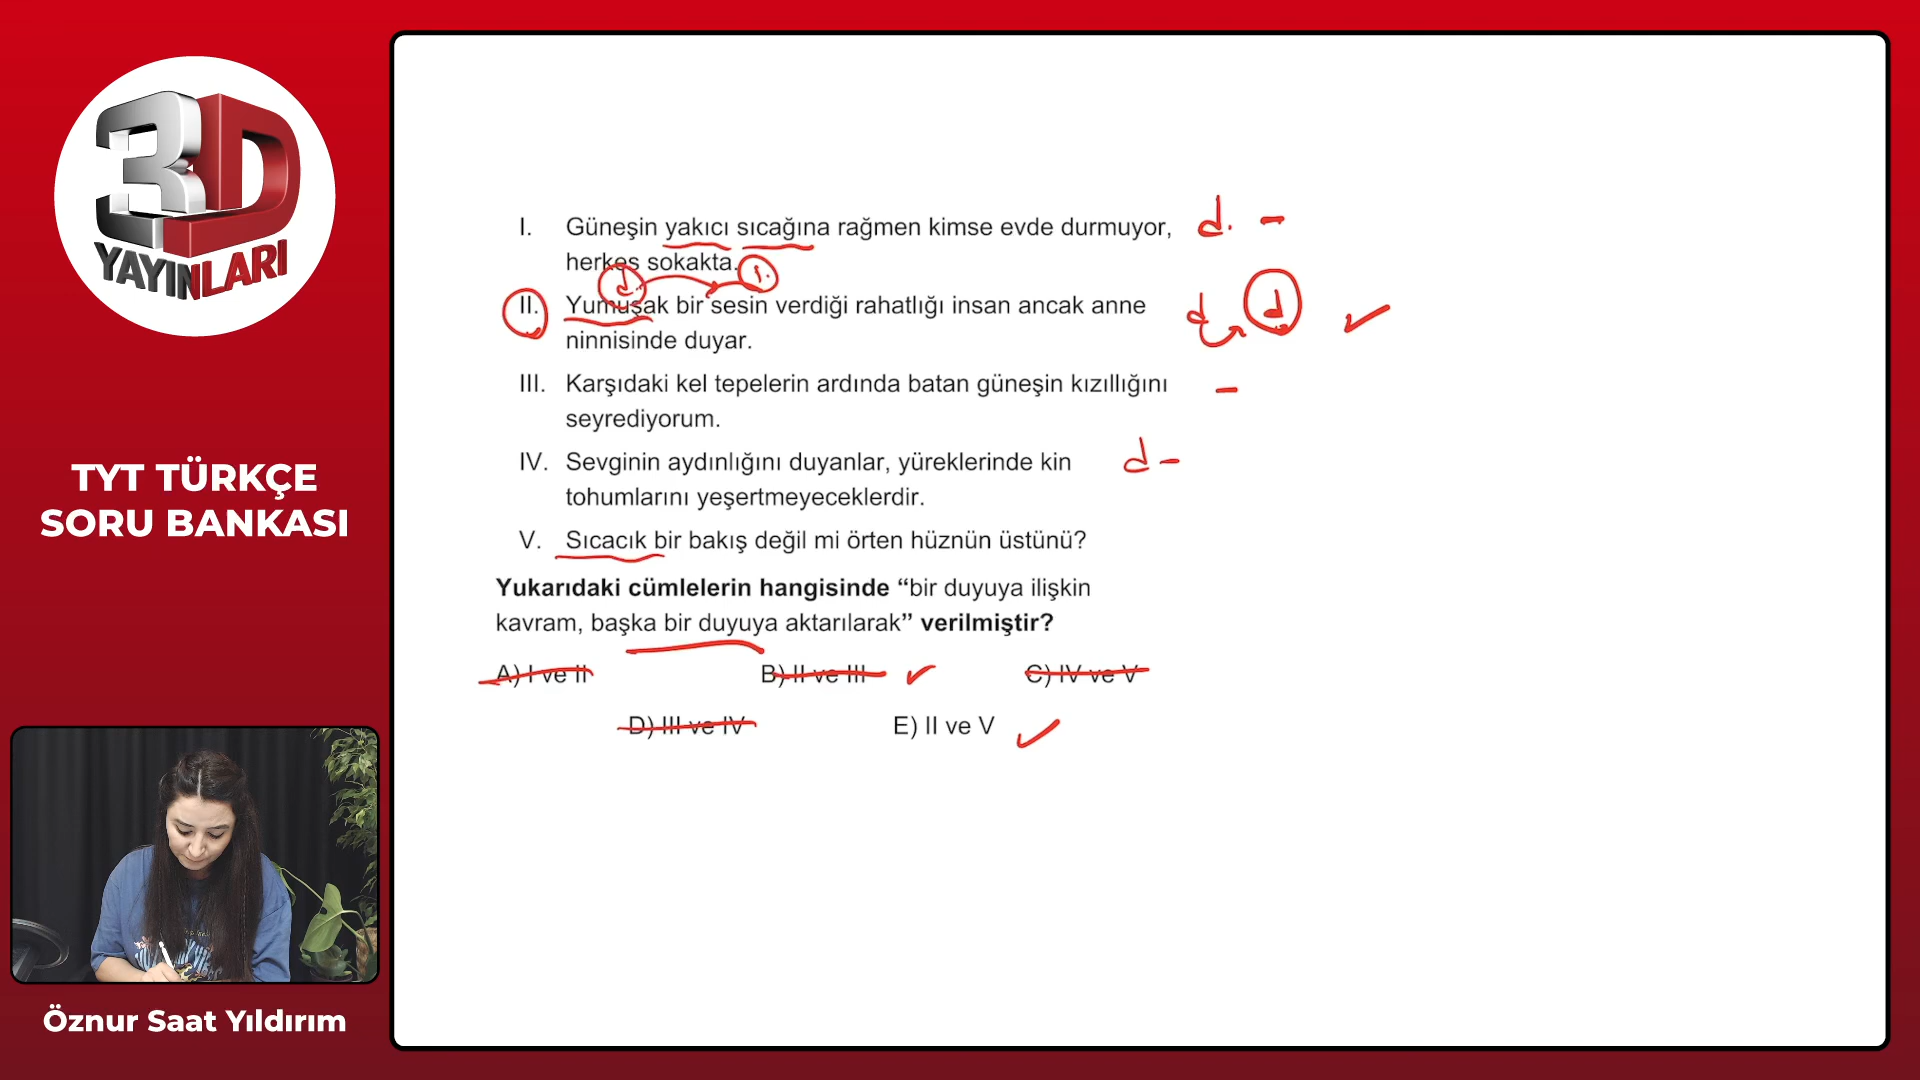 3D
YAYINLARI
TYT TÜRKÇE
SORU BANKASI
Öznur Saat Yıldırım
I. Güneşin yakıcı sıcağına rağmen kimse evde durmuyor, d. -
herkes sokakta.
d
II. Yumuşak bir sesin verdiği rahatlığı insan ancak anne d d
ninnisinde duyar.
III. Karşıdaki kel tepelerin ardında batan güneşin kızıllığını -
seyrediyorum.
IV. Sevginin aydınlığını duyanlar, yüreklerinde kin d -
tohumlarını yeşertmeyeceklerdir.
V. Sıcacık bir bakış değil mi örten hüznün üstünü?
Yukarıdaki cümlelerin hangisinde “bir duyuya ilişkin
kavram, başka bir duyuya aktarılarak” verilmiştir?
A) I ve II B) II ve III C) IV ve V
D) III ve IV E) II ve V